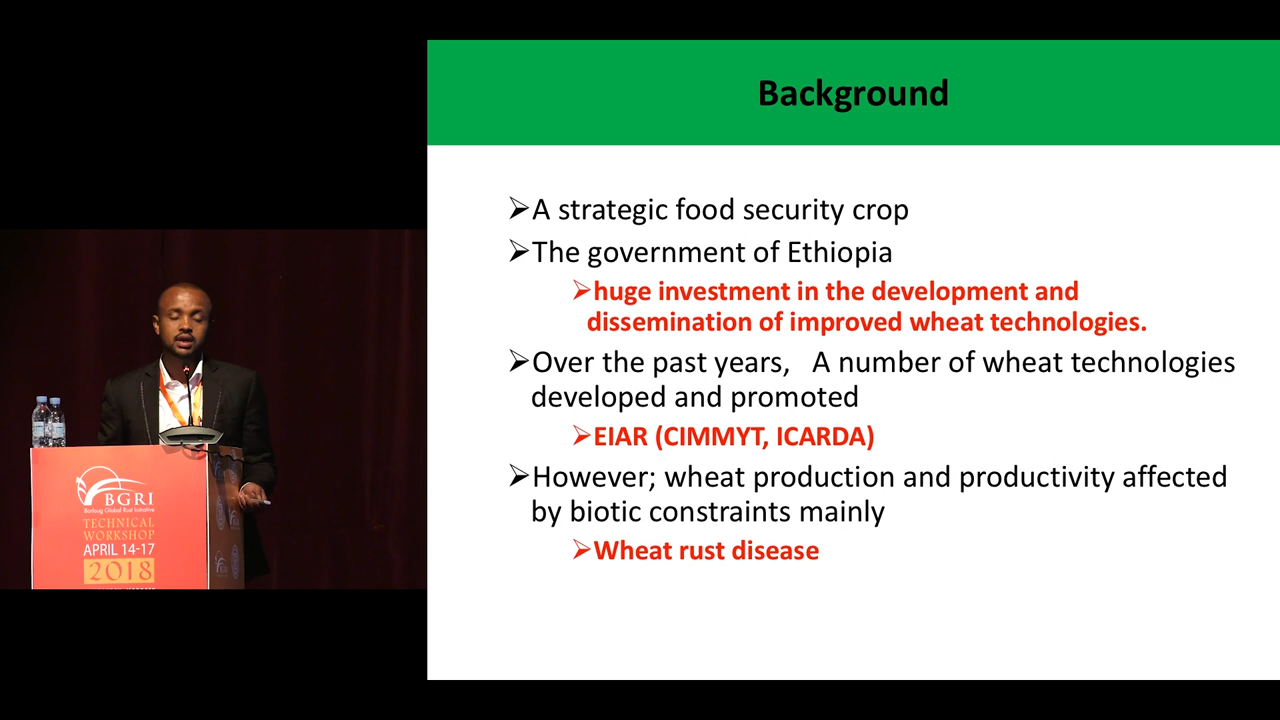 Background
➢A strategic food security crop
➢The government of Ethiopia
➢huge investment in the development and
dissemination of improved wheat technologies.
➢Over the past years, A number of wheat technologies
developed and promoted
➢EIAR (CIMMYT, ICARDA)
➢However; wheat production and productivity affected
by biotic constraints mainly
➢Wheat rust disease
BGRI
Borlaug Global Rust Initiative
TECHNICAL
WORKSHOP
APRIL 14-17
2018